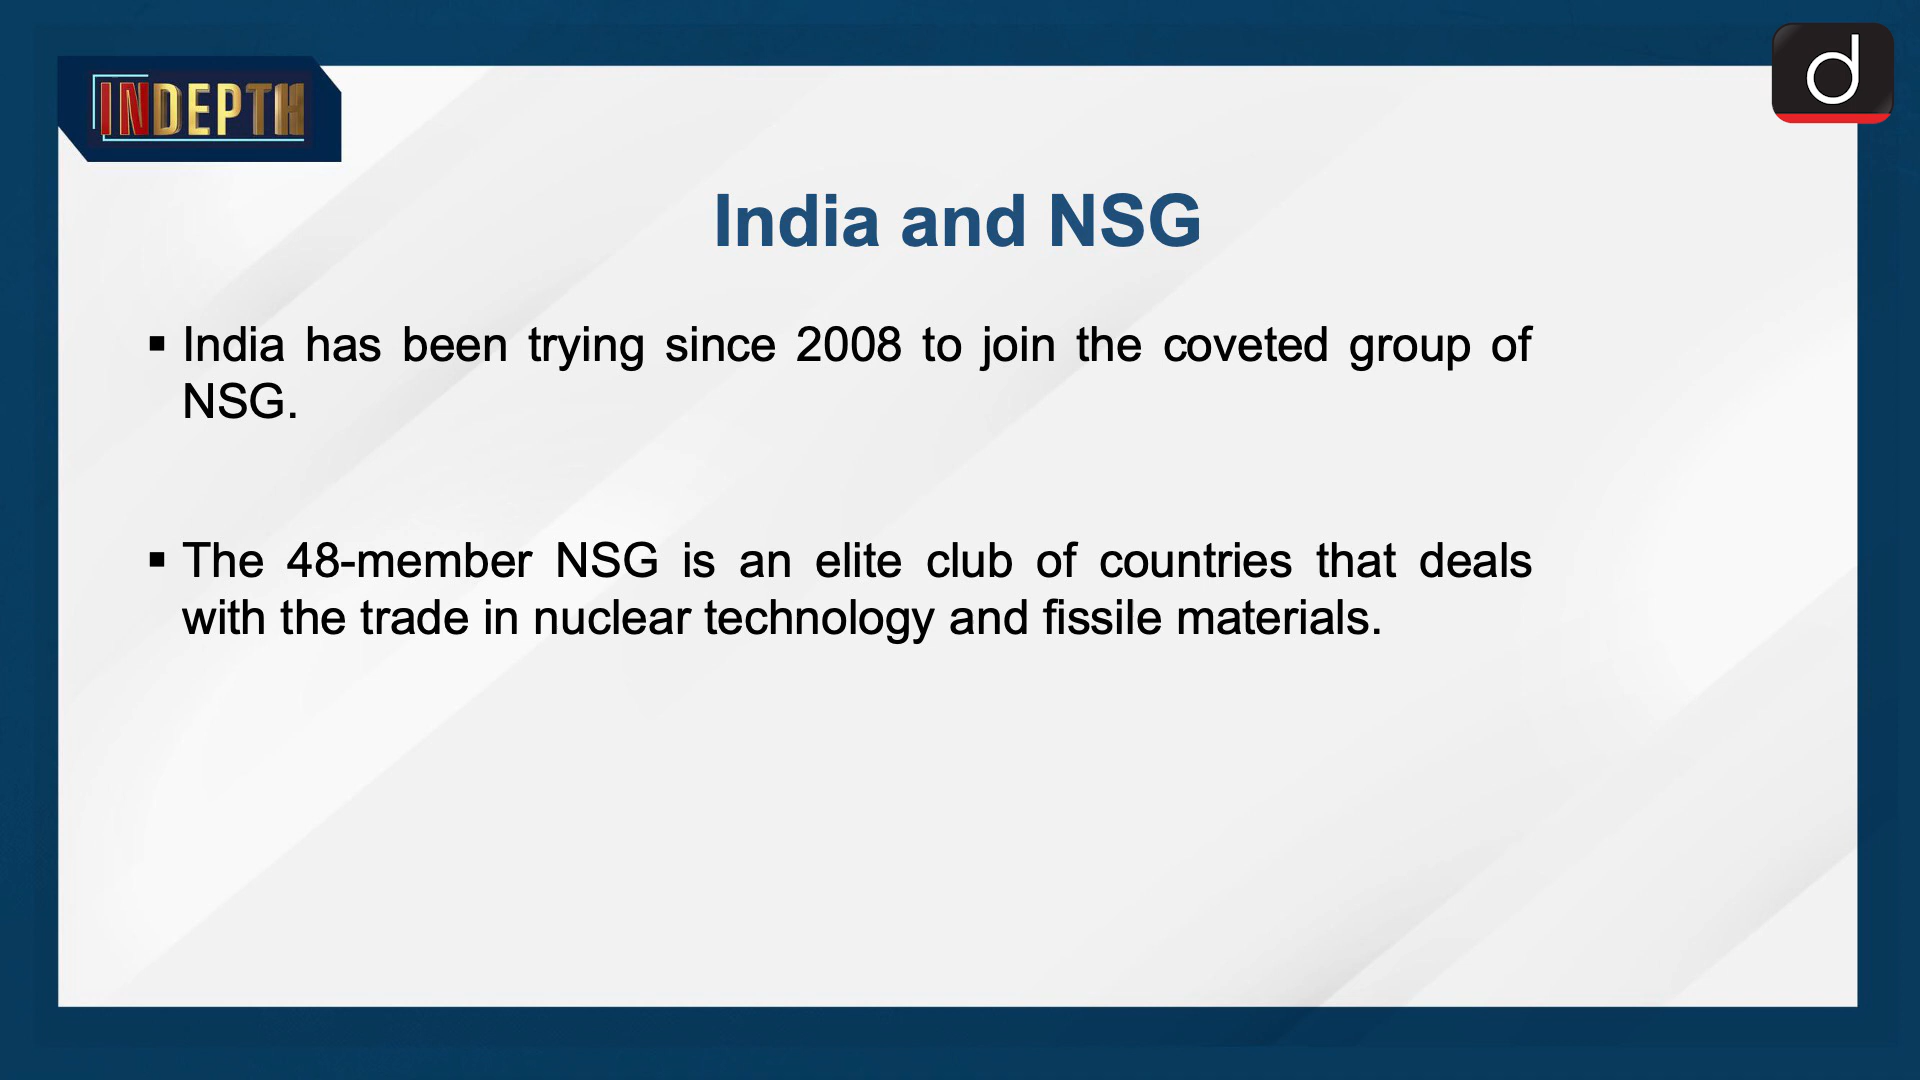 INDEPTH
d
India and NSG
▪ India has been trying since 2008 to join the coveted group of
NSG.
▪ The 48-member NSG is an elite club of countries that deals
with the trade in nuclear technology and fissile materials.